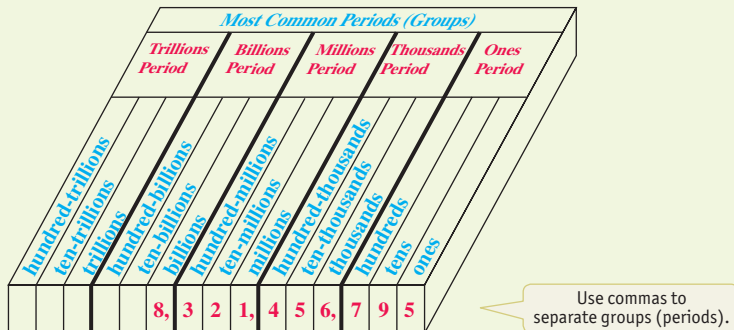 Most Common Periods (Groups)
Trillions Billions Millions Thousands Ones
Period Period Period Period Period
hundred-trillions
ten-trillions
trillions
hundred-billions
ten-billions
billions
hundred-millions
ten-millions
millions
hundred-thousands
ten-thousands
thousands
hundreds
tens
ones
8, 3 2 1, 4 5 6, 7 9 5
Use commas to
separate groups (periods).